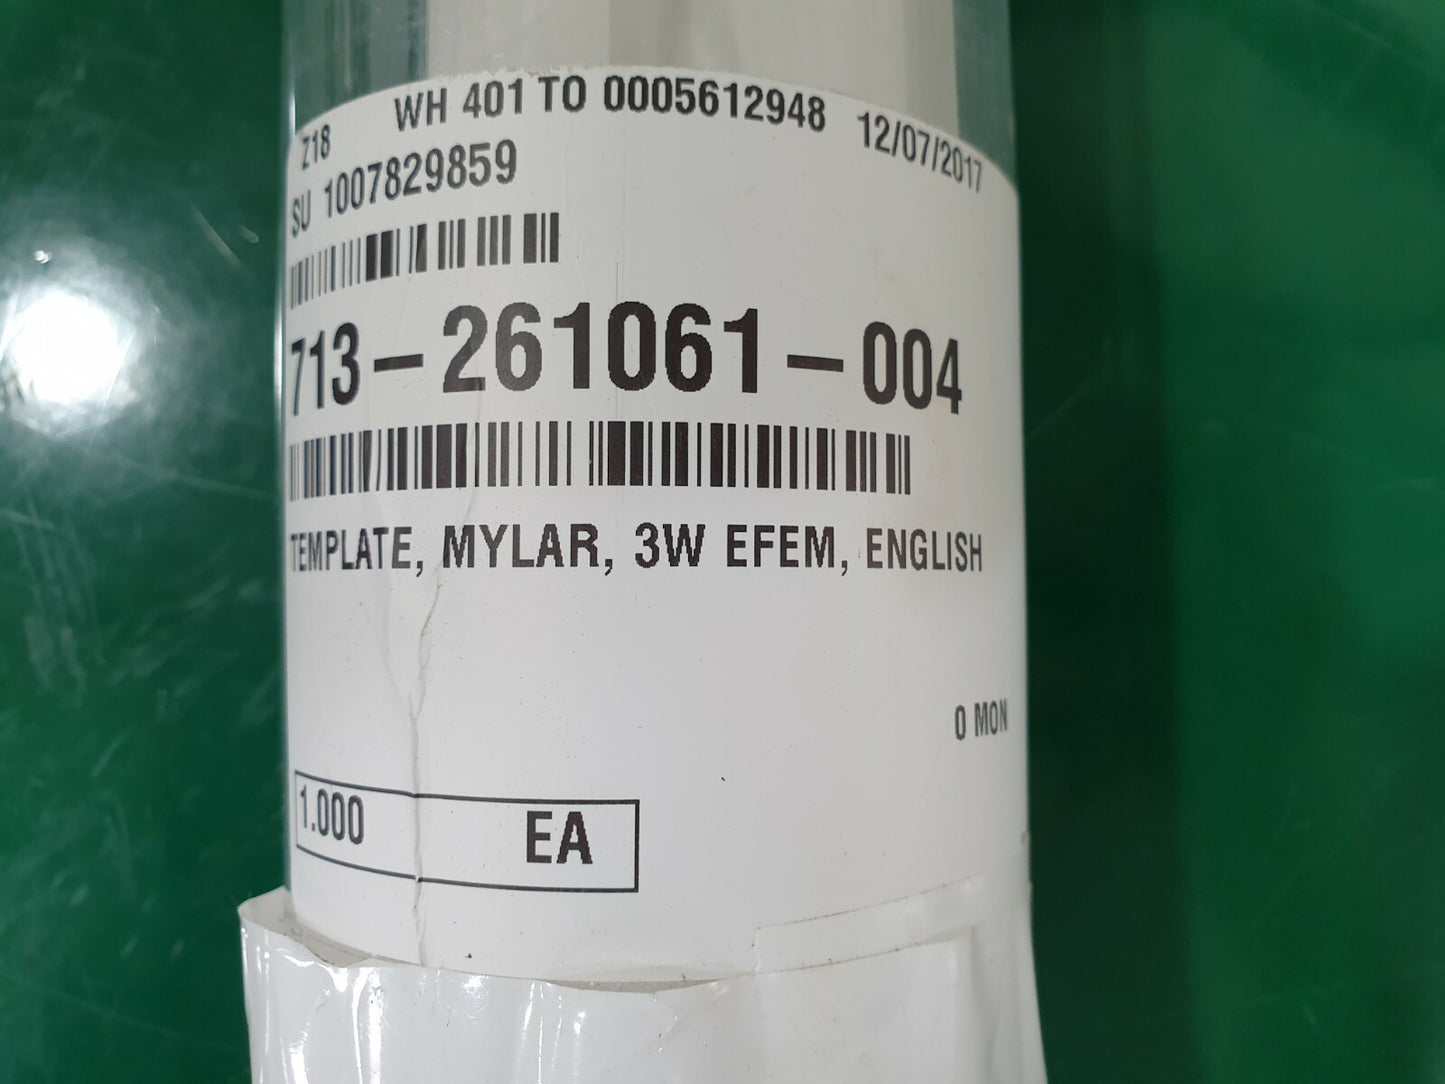 WH 401 TO 0005612948 12/07/2017
Z18
SU 1007829859
713-261061-004
TEMPLATE, MYLAR, 3W EFEM, ENGLISH
0 MON
1.000 EA